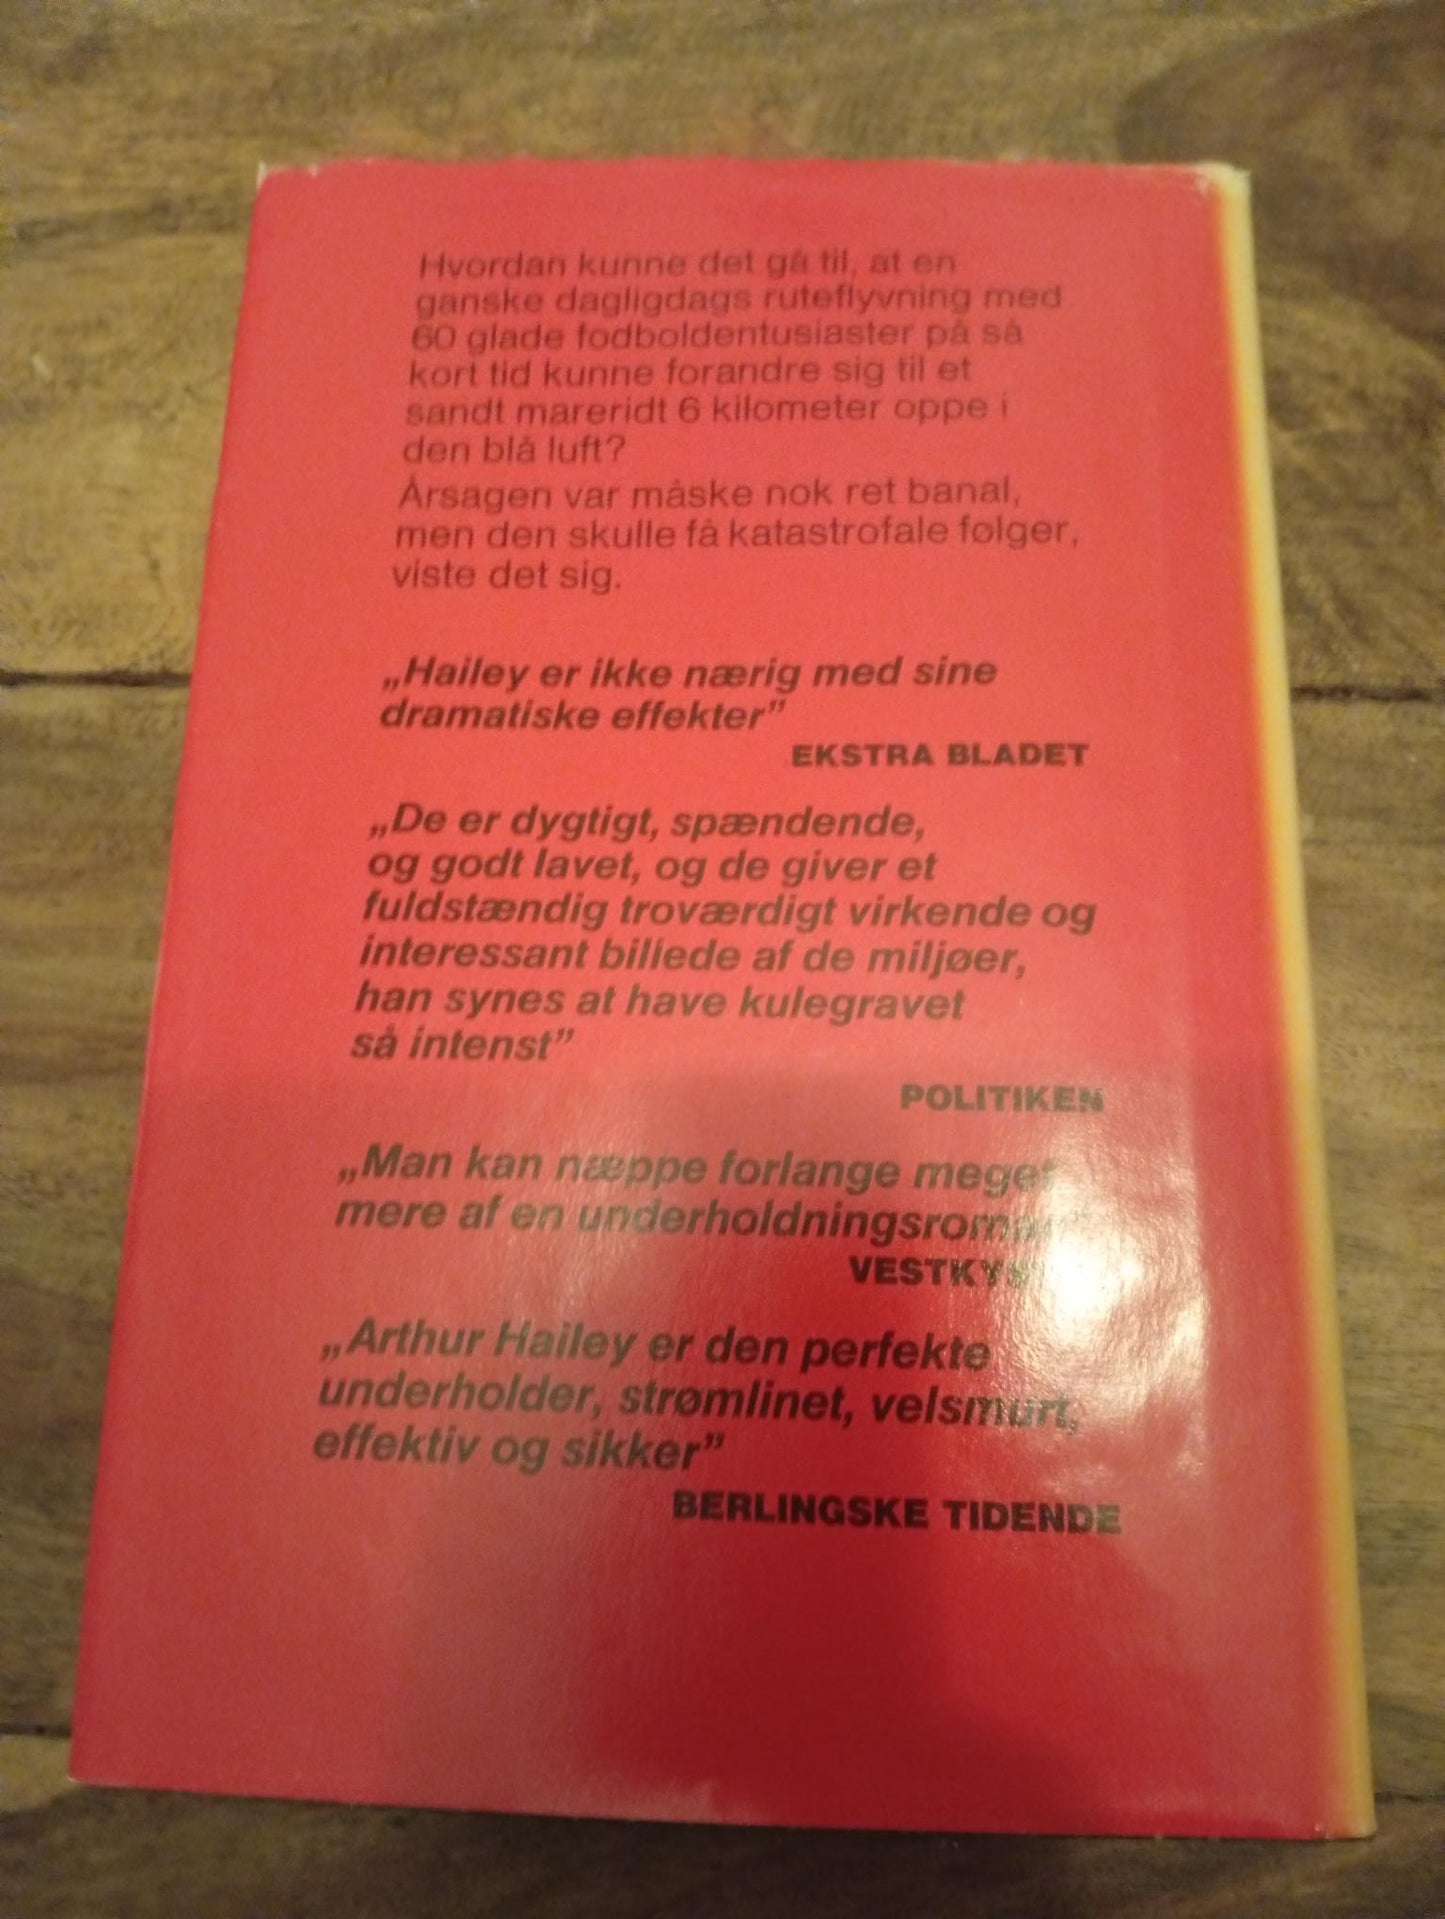 Hvordan kunne det gå til, at en
ganske dagligdags ruteflyvning med
60 glade fodboldentusiaster på så
kort tid kunne forandre sig til et
sandt mareridt 6 kilometer oppe i
den blå luft?
Årsagen var måske nok ret banal,
men den skulle få katastrofale følger,
viste det sig.
„Hailey er ikke nærig med sine
dramatiske effekter”
EKSTRA BLADET
„De er dygtigt, spændende,
og godt lavet, og de giver et
fuldstændig troværdigt virkende og
interessant billede af de miljøer,
han synes at have kulegravet
så intenst”
POLITIKEN
„Man kan næppe forlange meget
mere af en underholdningsroman”
„Arthur Hailey er den perfekte
underholder, strømlinet, velsmurt,
effektiv og sikker”
BERLINGSKE TIDENDE